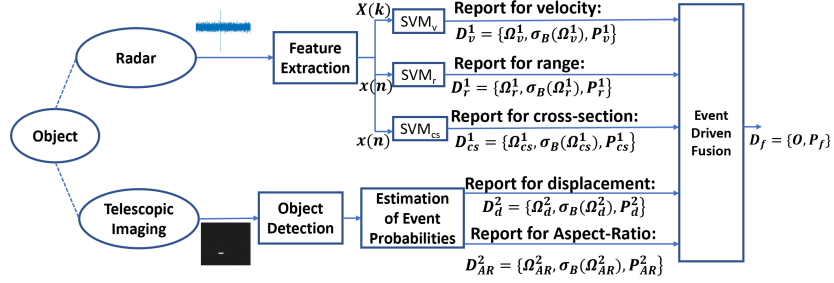 Object
Radar
Feature
Extraction
X(k)
x(n)
x(n)
SVMᵥ
SVMᵣ
SVM_cs
Report for velocity:
D_v^1 = {Ω_v^1, σ_B(Ω_v^1), P_v^1}
Report for range:
D_r^1 = {Ω_r^1, σ_B(Ω_r^1), P_r^1}
Report for cross-section:
D_cs^1 = {Ω_cs^1, σ_B(Ω_cs^1), P_cs^1}
Telescopic
Imaging
Object
Detection
Estimation
of Event
Probabilities
Report for displacement:
D_d^2 = {Ω_d^2, σ_B(Ω_d^2), P_d^2}
Report for Aspect-Ratio:
D_AR^2 = {Ω_AR^2, σ_B(Ω_AR^2), P_AR^2}
Event
Driven
Fusion
D_f = {O, P_f}